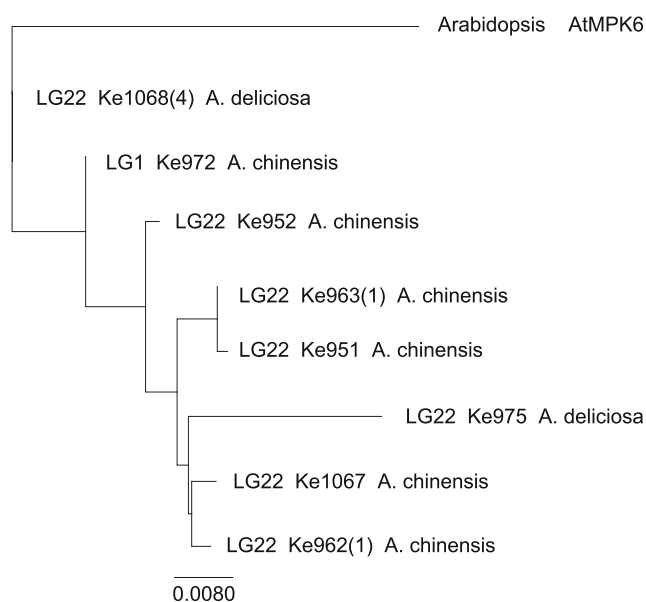 Arabidopsis AtMPK6
LG22 Ke1068(4) A. deliciosa
LG1 Ke972 A. chinensis
LG22 Ke952 A. chinensis
LG22 Ke963(1) A. chinensis
LG22 Ke951 A. chinensis
LG22 Ke975 A. deliciosa
LG22 Ke1067 A. chinensis
LG22 Ke962(1) A. chinensis
0.0080